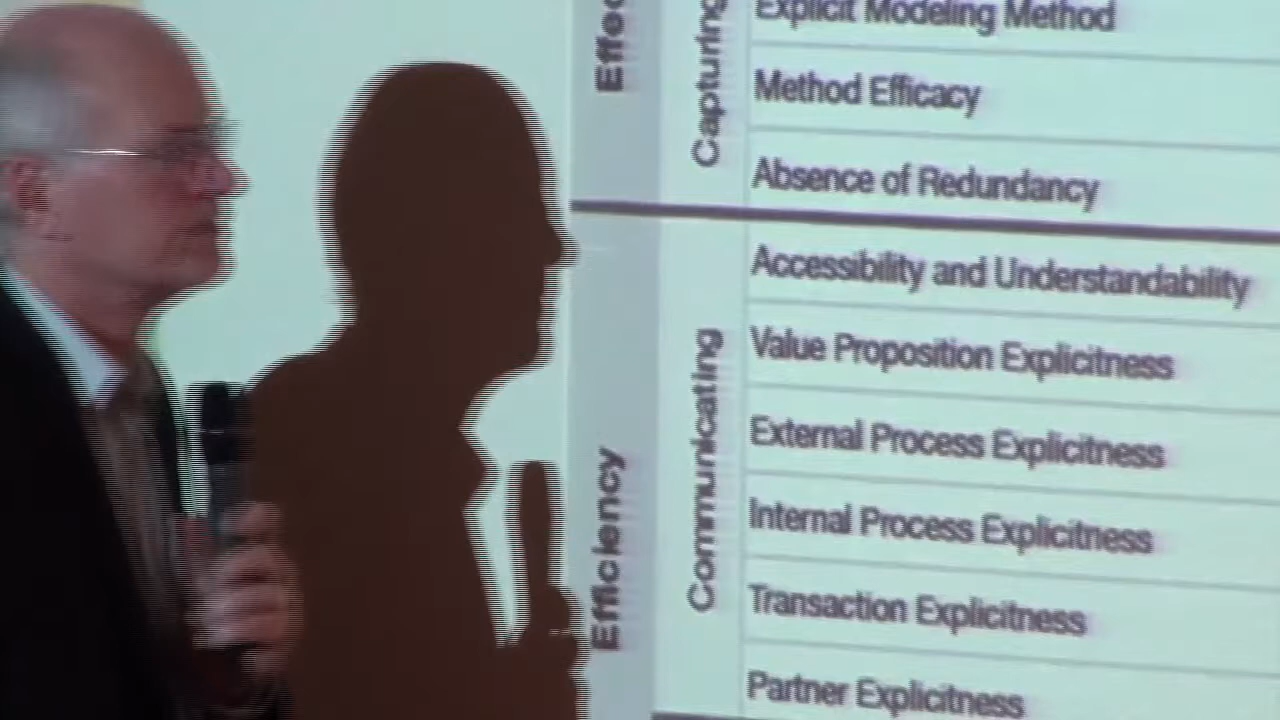 Effec
Capturing
Explicit Modeling Method
Method Efficacy
Absence of Redundancy
Efficiency
Communicating
Accessibility and Understandability
Value Proposition Explicitness
External Process Explicitness
Internal Process Explicitness
Transaction Explicitness
Partner Explicitness